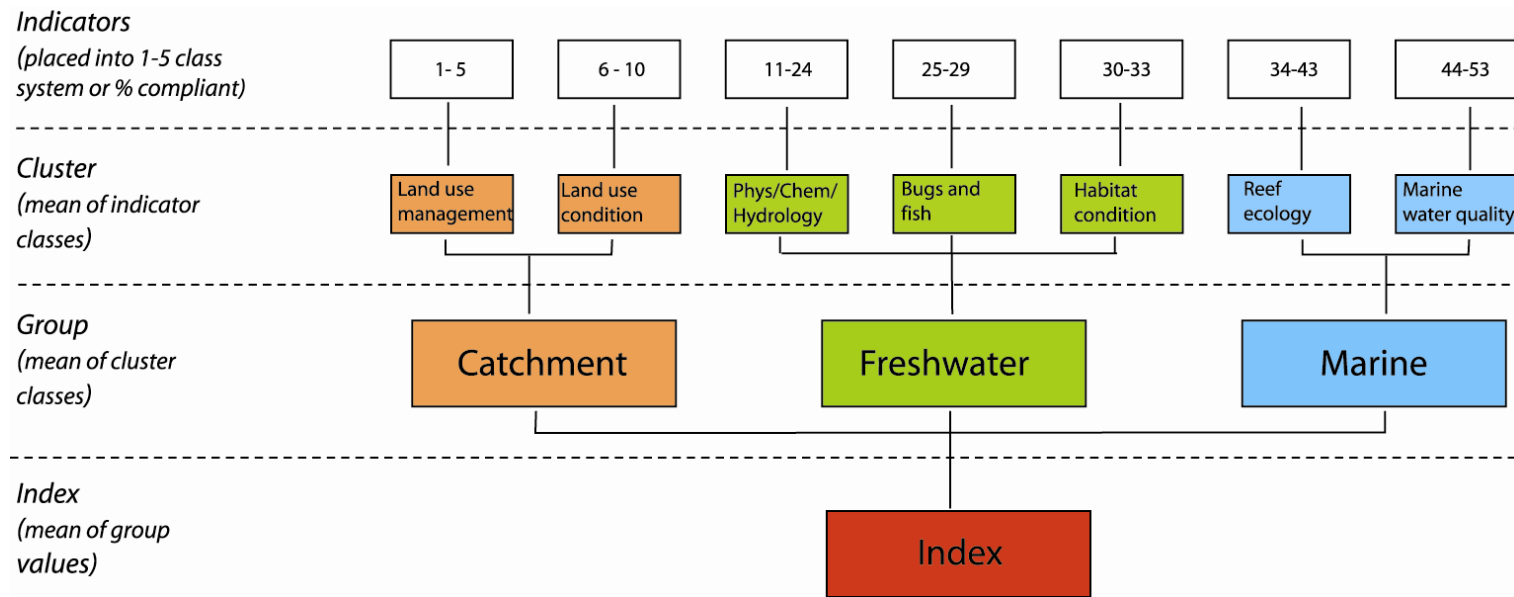 Indicators
(placed into 1-5 class
system or % compliant)
1- 5
6 - 10
11-24
25-29
30-33
34-43
44-53
Cluster
(mean of indicator
classes)
Land use
management
Land use
condition
Phys/Chem/
Hydrology
Bugs and
fish
Habitat
condition
Reef
ecology
Marine
water quality
Group
(mean of cluster
classes)
Catchment
Freshwater
Marine
Index
(mean of group
values)
Index